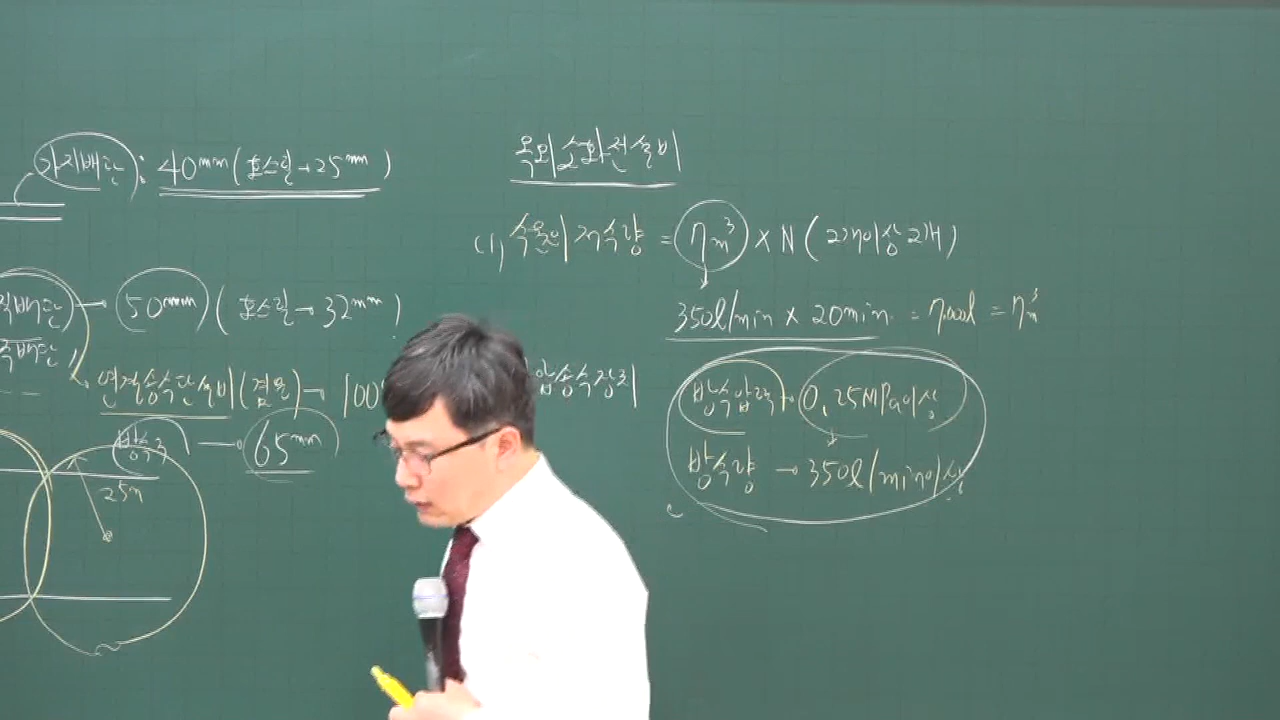 가지배관 : 40mm (호스릴→25mm)
주배관 → 50mm (호스릴→32mm)
연결송수관설비(겸용) → 100
방수구 → 65mm
25m
옥외소화전설비
(1) 수원의 저수량 = 7m³ × N (2개이상 2개)
350l/min × 20min = 7000l = 7m³
가압송수장치
방수압력 → 0.25MPa이상
방수량 → 350l/min이상